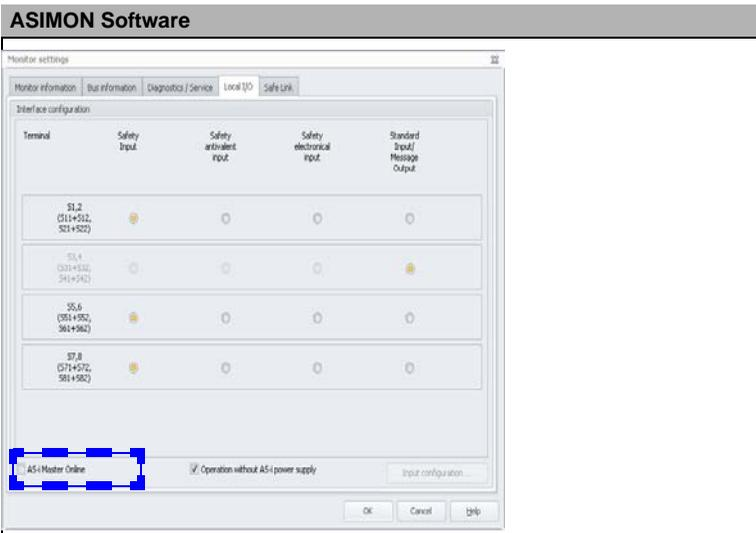 ASIMON Software
Monitor settings
Monitor information Bus information Diagnostics / Service Local I/O Safe Link
Interface configuration
Terminal Safety Input Safety antivalent input Safety electronical input Standard Input/ Message Output
S1,2
(S11+S12,
S21+S22)
S3,4
(S31+S32,
S41+S42)
S5,6
(S51+S52,
S61+S62)
S7,8
(S71+S72,
S81+S82)
AS-i Master Online Operation without AS-i power supply Input configuration ...
OK Cancel Help